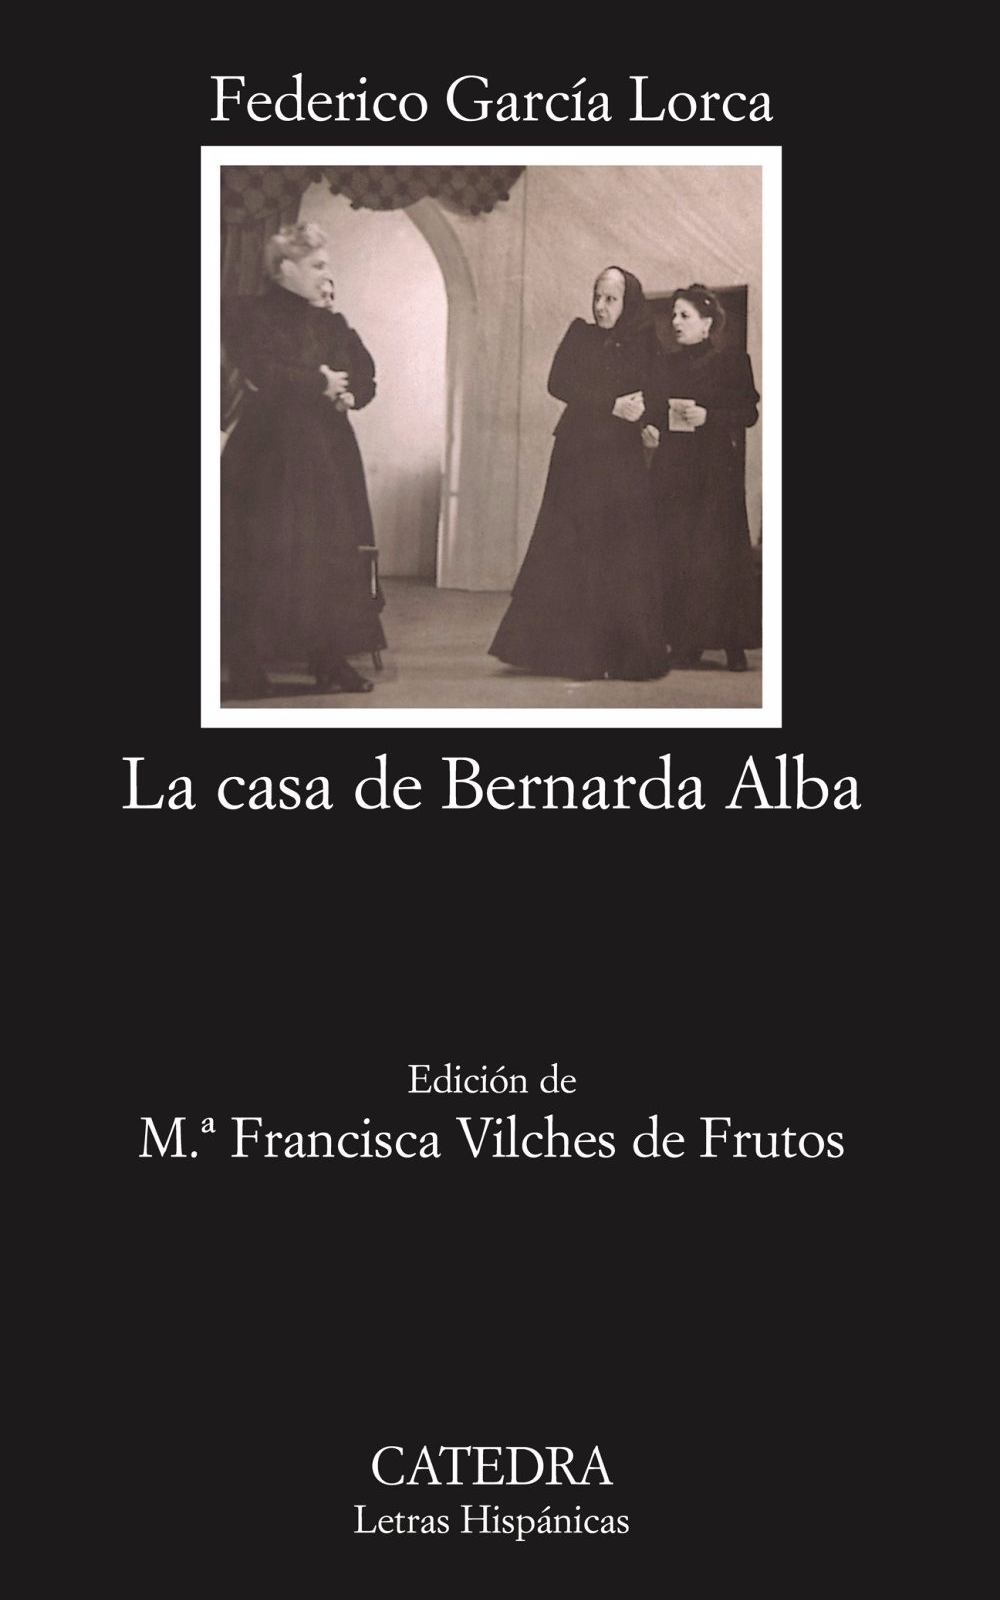 Federico García Lorca
La casa de Bernarda Alba
Edición de
M.ª Francisca Vilches de Frutos
CATEDRA
Letras Hispánicas